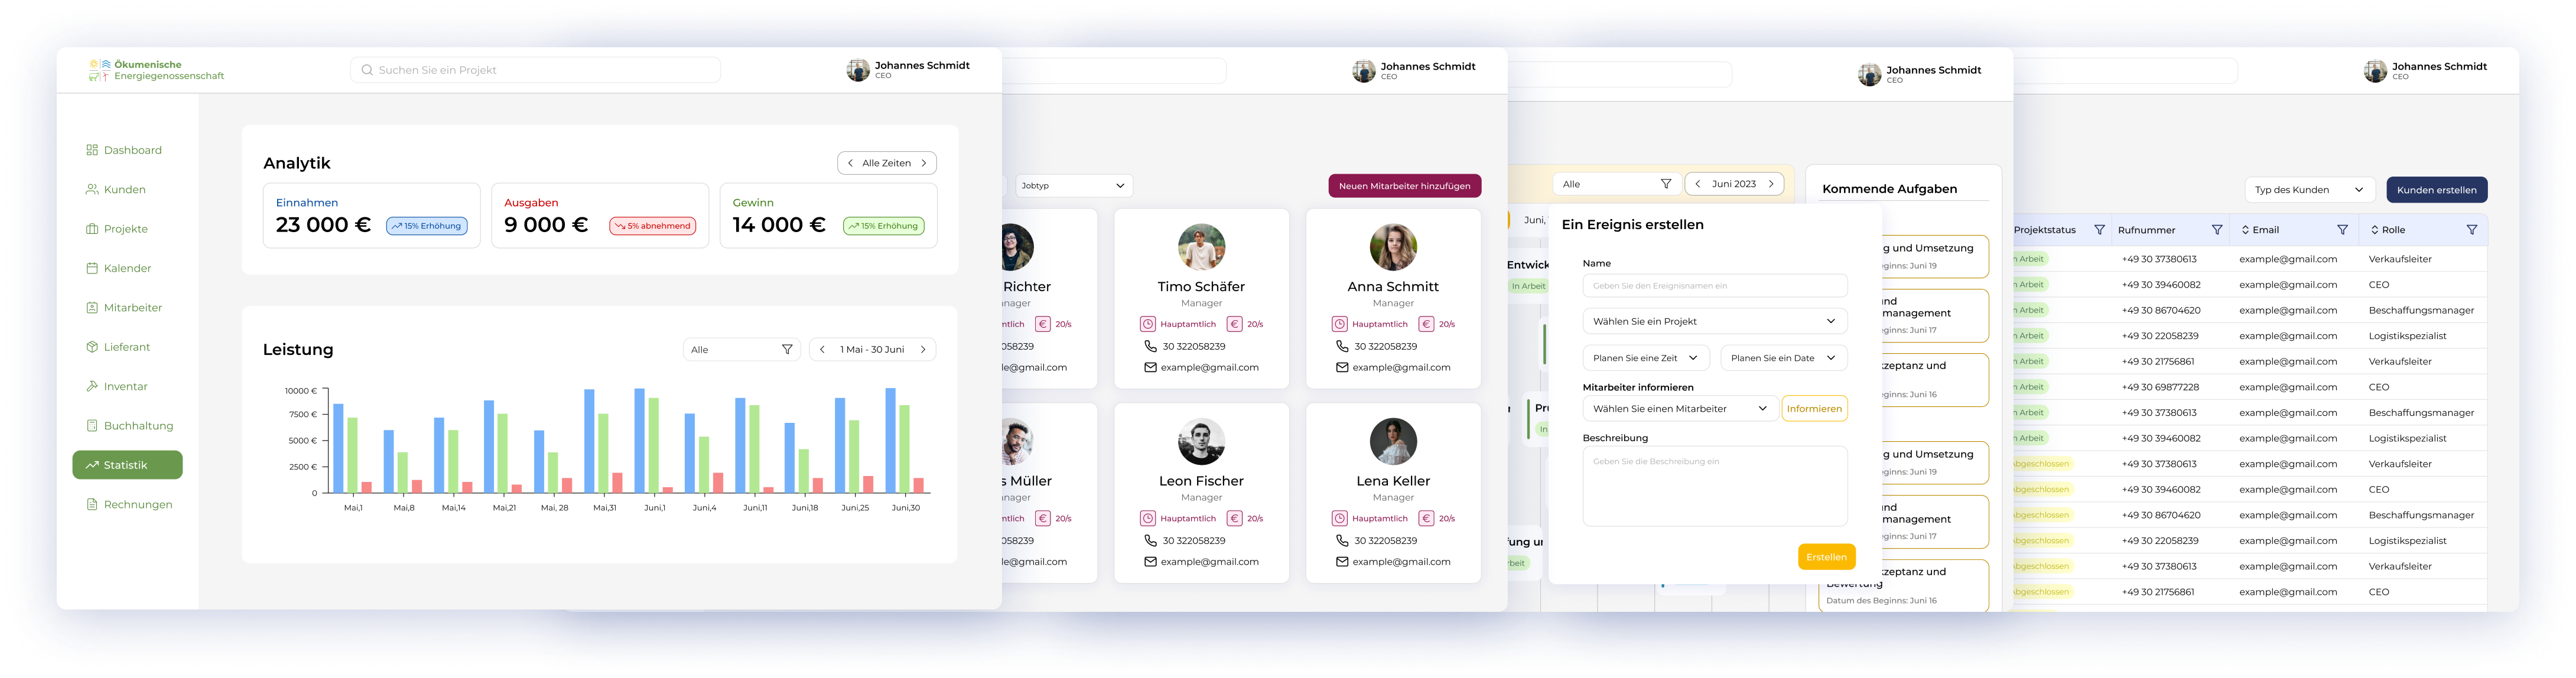 Ökumenische
Energiegenossenschaft
Suchen Sie ein Projekt
Johannes Schmidt
CEO
Dashboard
Kunden
Projekte
Kalender
Mitarbeiter
Lieferant
Inventar
Buchhaltung
Statistik
Rechnungen
Analytik
Alle Zeiten
Einnahmen
23 000 €
15% Erhöhung
Ausgaben
9 000 €
5% abnehmend
Gewinn
14 000 €
15% Erhöhung
Leistung
Alle
1 Mai - 30 Juni
10000 €
7500 €
5000 €
2500 €
0
Mai,1
Mai,8
Mai,14
Mai,21
Mai, 28
Mai,31
Juni,1
Juni,4
Juni,11
Juni,18
Juni,25
Juni,30
Johannes Schmidt
CEO
Jobtyp
Neuen Mitarbeiter hinzufügen
Richter
nager
ntlich
20/s
058239
le@gmail.com
Timo Schäfer
Manager
Hauptamtlich
20/s
30 322058239
example@gmail.com
Anna Schmitt
Manager
Hauptamtlich
20/s
30 322058239
example@gmail.com
s Müller
nager
ntlich
20/s
058239
le@gmail.com
Leon Fischer
Manager
Hauptamtlich
20/s
30 322058239
example@gmail.com
Lena Keller
Manager
Hauptamtlich
20/s
30 322058239
example@gmail.com
Johannes Schmidt
CEO
Alle
Juni 2023
Juni,
Entwick
In Arbeit
Pru
In
fung un
rbeit
Ein Ereignis erstellen
Name
Geben Sie den Ereignisnamen ein
Wählen Sie ein Projekt
Planen Sie eine Zeit
Planen Sie ein Date
Mitarbeiter informieren
Wählen Sie einen Mitarbeiter
Informieren
Beschreibung
Geben Sie die Beschreibung ein
Erstellen
Kommende Aufgaben
g und Umsetzung
eginns: Juni 19
und
management
eginns: Juni 17
kzeptanz und
eginns: Juni 16
g und Umsetzung
eginns: Juni 19
und
management
eginns: Juni 17
kzeptanz und
Bewertung
Datum des Beginns: Juni 16
Johannes Schmidt
CEO
Typ des Kunden
Kunden erstellen
Projektstatus
Rufnummer
Email
Rolle
n Arbeit
+49 30 37380613
example@gmail.com
Verkaufsleiter
n Arbeit
+49 30 39460082
example@gmail.com
CEO
n Arbeit
+49 30 86704620
example@gmail.com
Beschaffungsmanager
n Arbeit
+49 30 22058239
example@gmail.com
Logistikspezialist
n Arbeit
+49 30 21756861
example@gmail.com
Verkaufsleiter
n Arbeit
+49 30 69877228
example@gmail.com
CEO
n Arbeit
+49 30 37380613
example@gmail.com
Beschaffungsmanager
n Arbeit
+49 30 39460082
example@gmail.com
Logistikspezialist
Abgeschlossen
+49 30 37380613
example@gmail.com
Verkaufsleiter
Abgeschlossen
+49 30 39460082
example@gmail.com
CEO
Abgeschlossen
+49 30 86704620
example@gmail.com
Beschaffungsmanager
Abgeschlossen
+49 30 22058239
example@gmail.com
Logistikspezialist
Abgeschlossen
+49 30 37380613
example@gmail.com
Verkaufsleiter
Abgeschlossen
+49 30 21756861
example@gmail.com
CEO